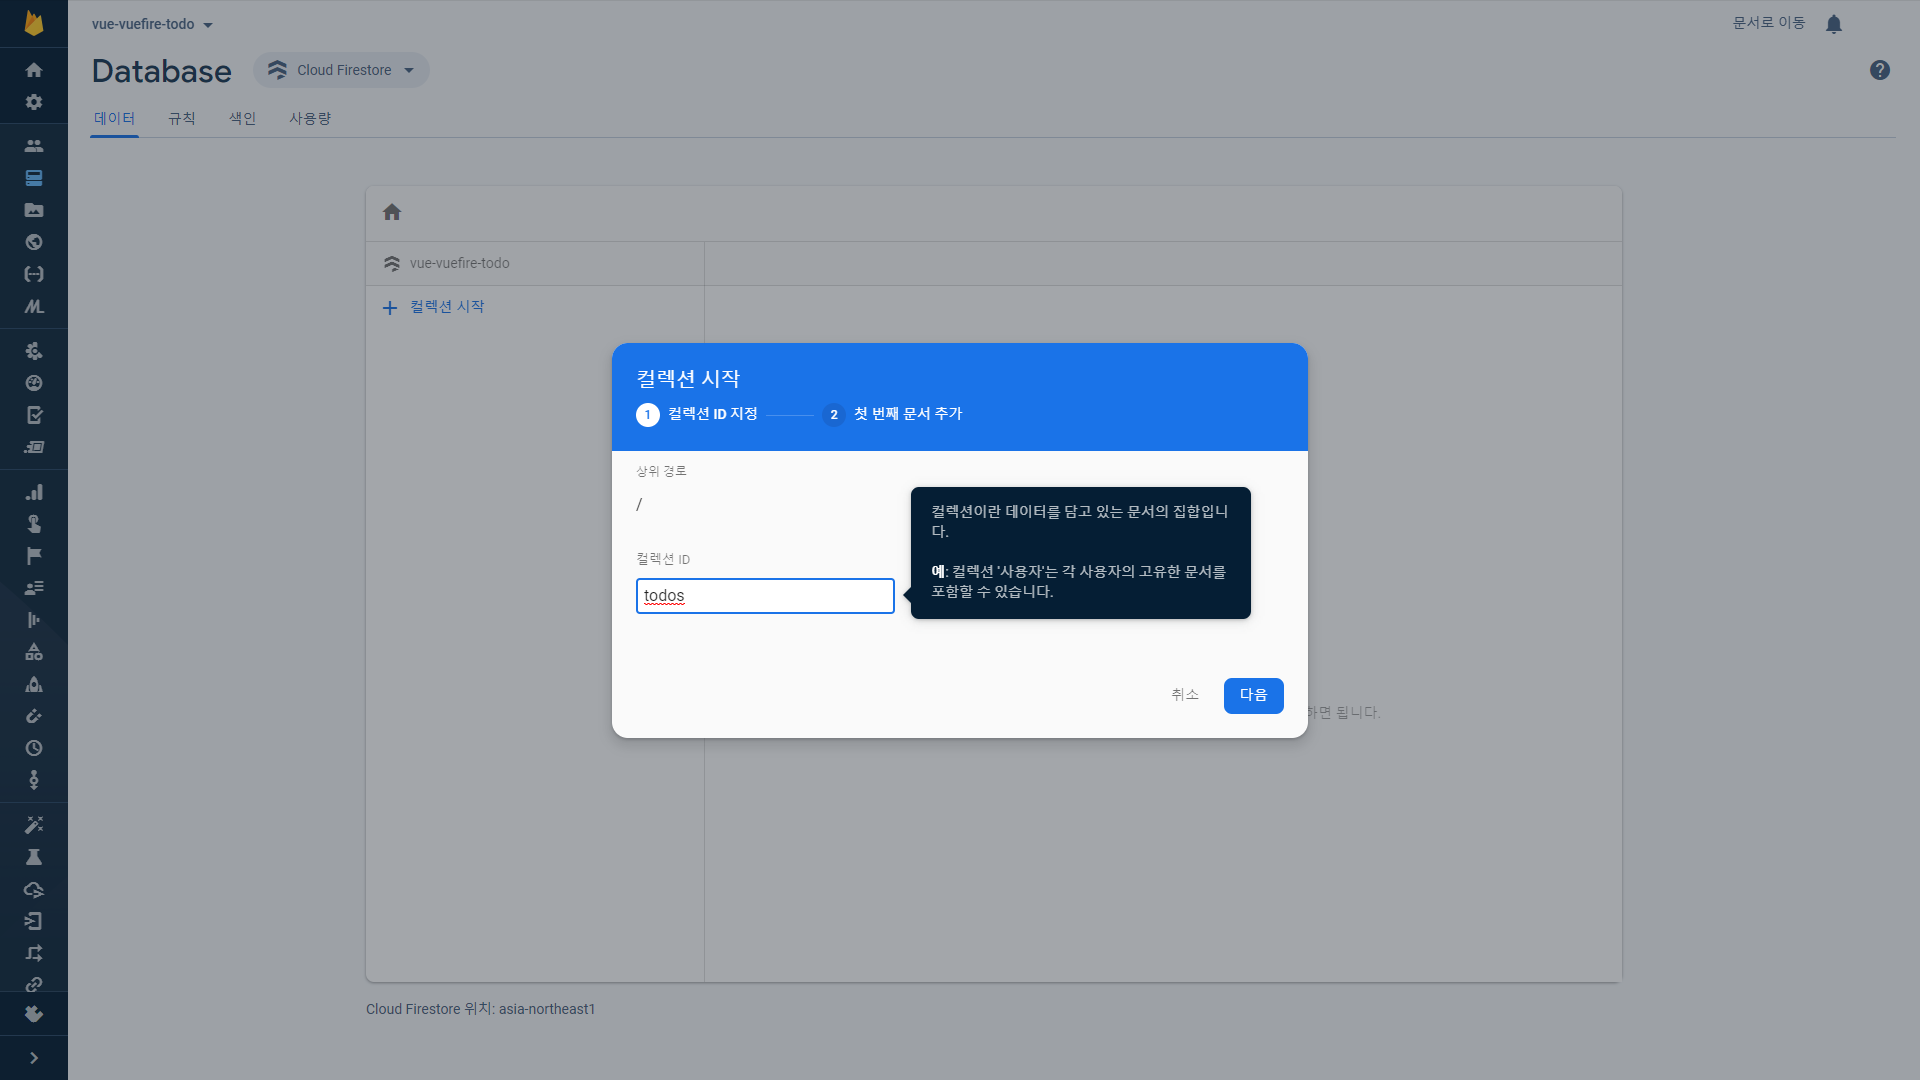 vue-vuefire-todo
문서로 이동
Database
Cloud Firestore
데이터
규칙
색인
사용량
vue-vuefire-todo
컬렉션 시작
컬렉션 시작
1 컬렉션 ID 지정
2 첫 번째 문서 추가
상위 경로
/
컬렉션이란 데이터를 담고 있는 문서의 집합입니
다.
예: 컬렉션 '사용자'는 각 사용자의 고유한 문서를
포함할 수 있습니다.
컬렉션 ID
todos
취소
다음
하면 됩니다.
Cloud Firestore 위치: asia-northeast1